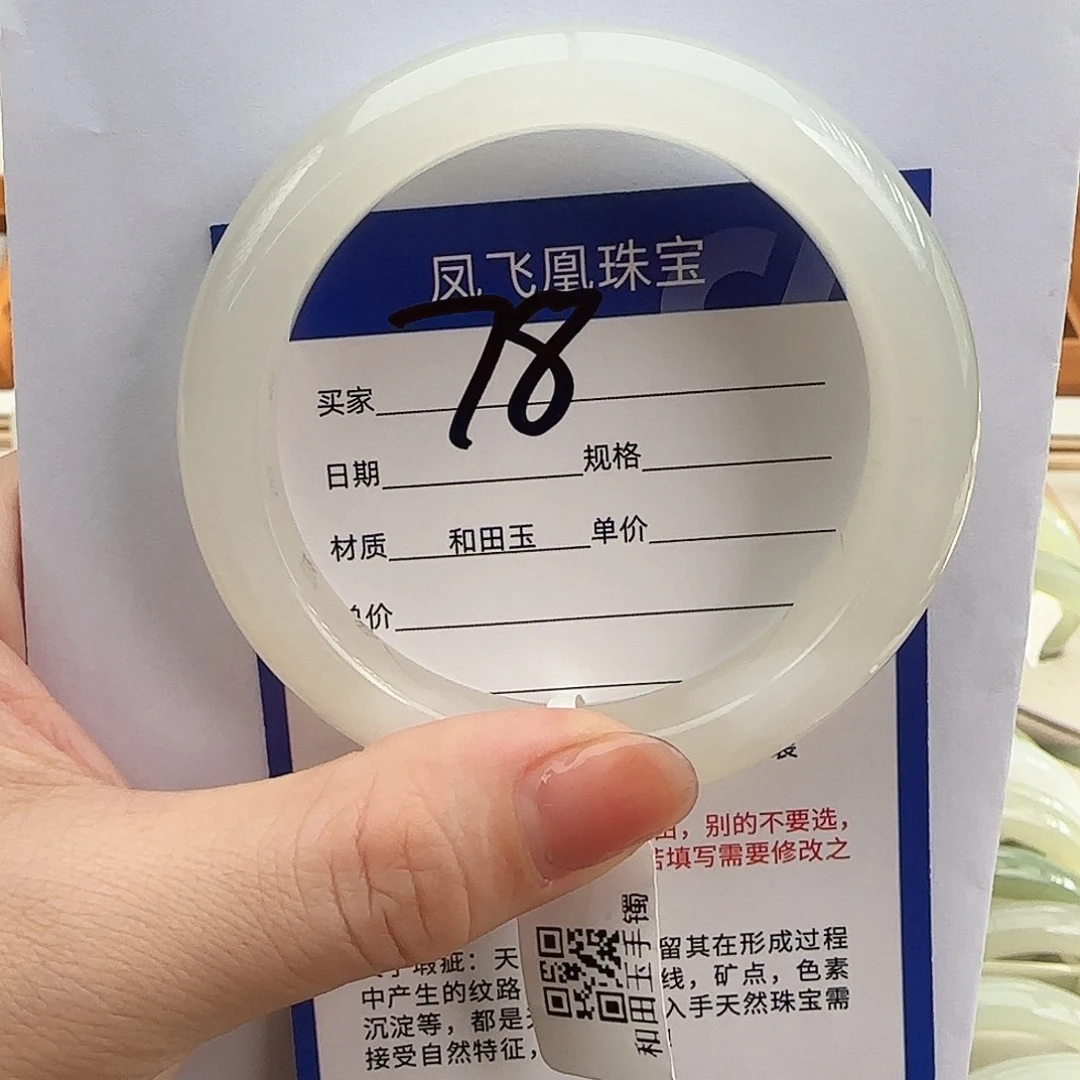 凤飞凰珠宝
78
买家
日期 规格
材质 和田玉 单价
单价
，别的不要选，
填写需要修改之
瑕疵：天 留其在形成过程
中产生的纹路 线，矿点，色素
沉淀等，都是 入手天然珠宝需
接受自然特征，
和田玉手镯